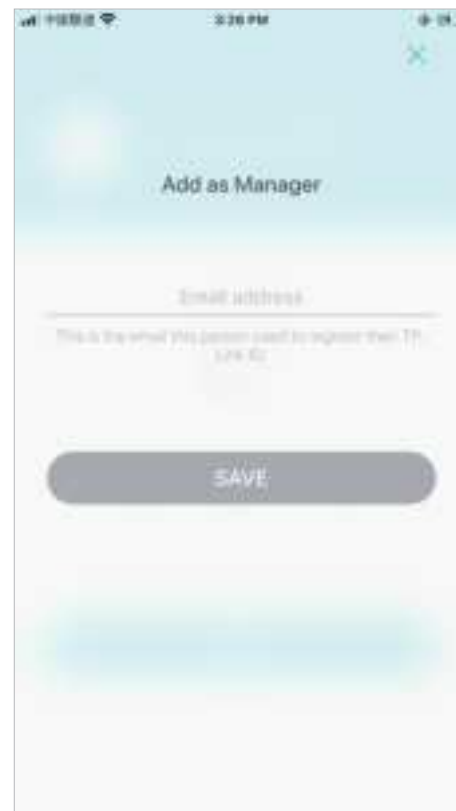 3:26 PM
Add as Manager
Email address
This is the email this person used to register their TP-
Link ID
SAVE